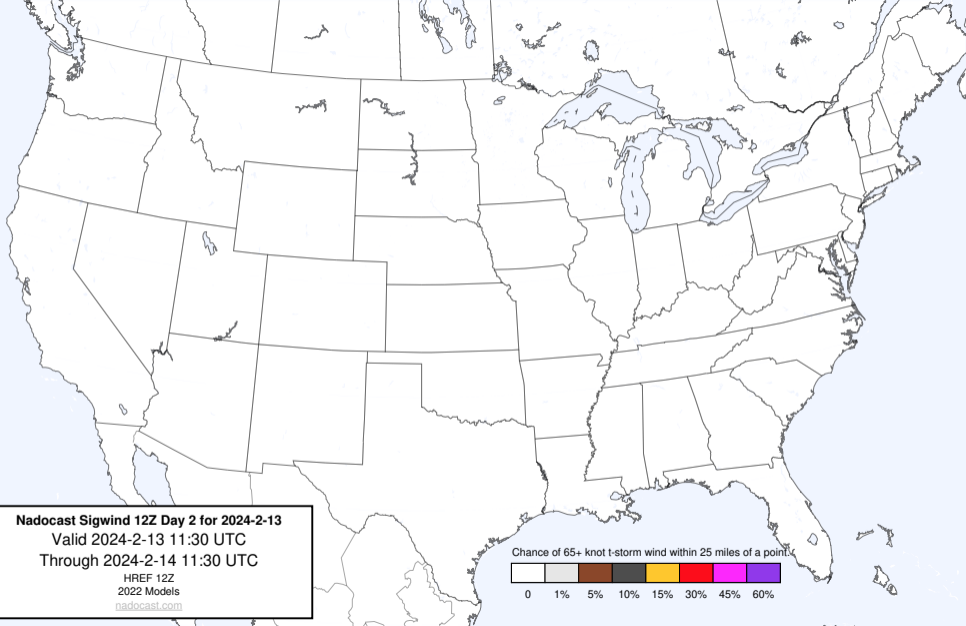 Nadocast Sigwind 12Z Day 2 for 2024-2-13
Valid 2024-2-13 11:30 UTC
Through 2024-2-14 11:30 UTC
HREF 12Z
2022 Models
nadocast.com
Chance of 65+ knot t-storm wind within 25 miles of a point.
0 1% 5% 10% 15% 30% 45% 60%